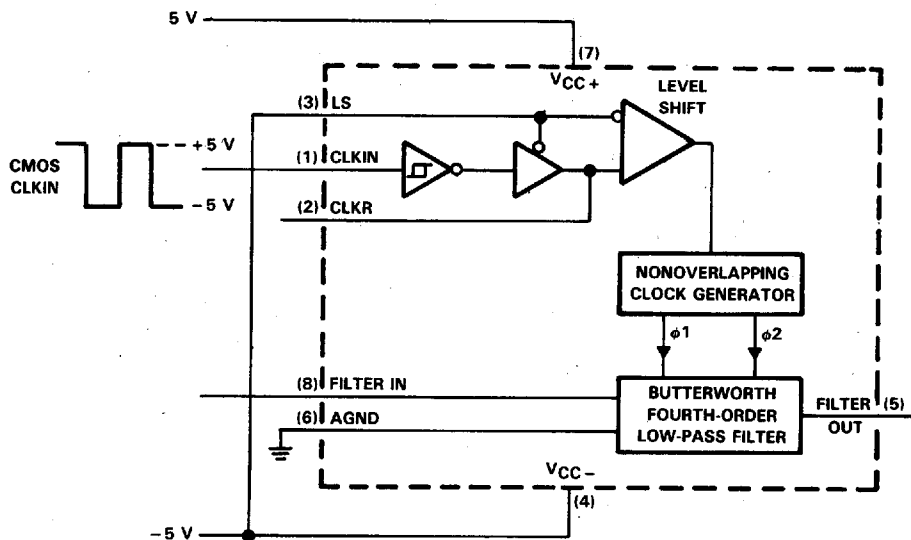 5 V
(7)
VCC+
LEVEL
SHIFT
(3) LS
+5 V
CMOS
CLKIN
-5 V
(1) CLKIN
(2) CLKR
NONOVERLAPPING
CLOCK GENERATOR
φ1
φ2
(8) FILTER IN
(6) AGND
BUTTERWORTH
FOURTH-ORDER
LOW-PASS FILTER
FILTER (5)
OUT
VCC−
(4)
−5 V